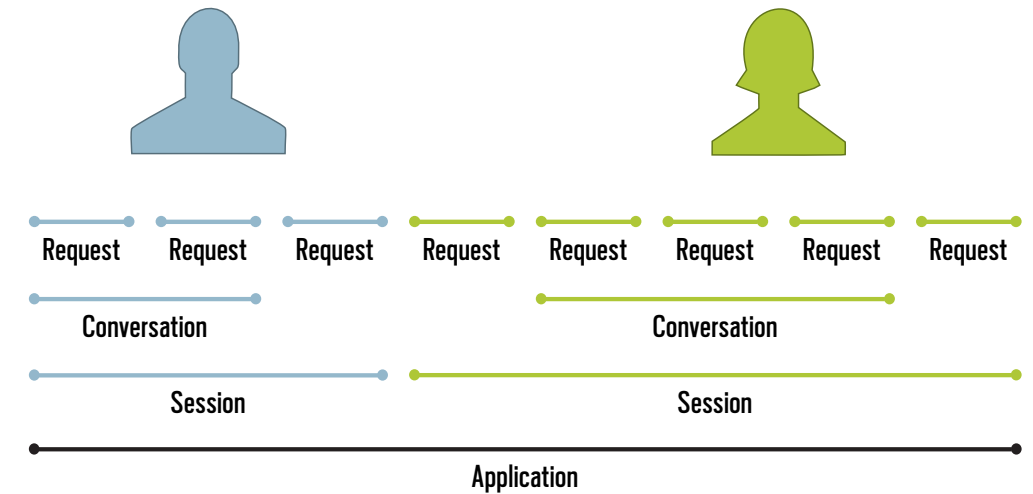 Request Request Request Request Request Request Request Request
Conversation Conversation
Session Session
Application